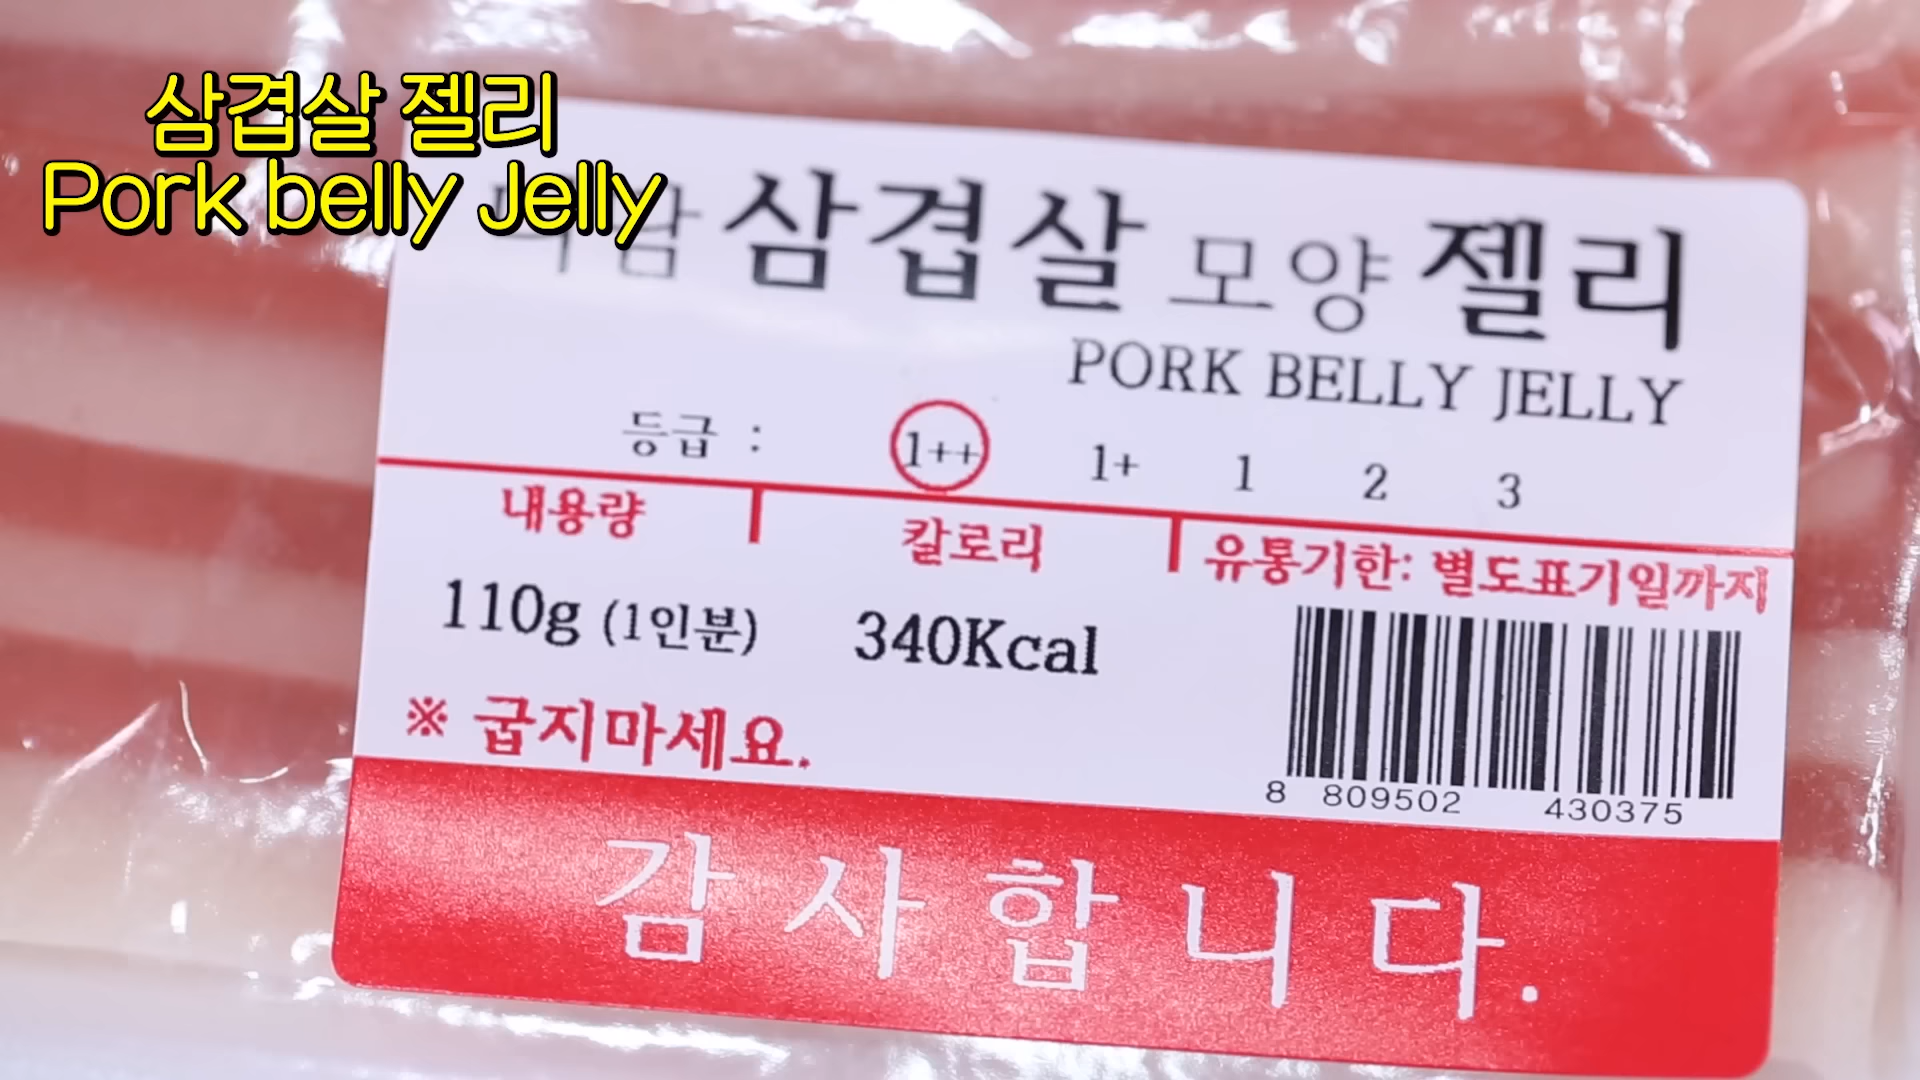 삼겹살 젤리
Pork belly Jelly
삼겹살 모양 젤리
PORK BELLY JELLY
등급 : 1++ 1+ 1 2 3
내용량 칼로리 유통기한: 별도표기일까지
110g (1인분) 340Kcal
※ 굽지마세요.
8 809502 430375
감사합니다.